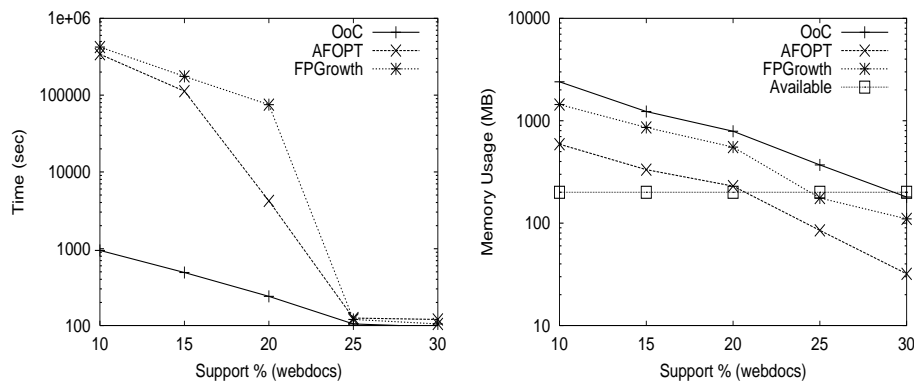 1e+06
100000
10000
1000
100
Time (sec)
10 15 20 25 30
Support % (webdocs)
OoC
AFOPT
FPGrowth
10000
1000
100
10
Memory Usage (MB)
10 15 20 25 30
Support % (webdocs)
OoC
AFOPT
FPGrowth
Available